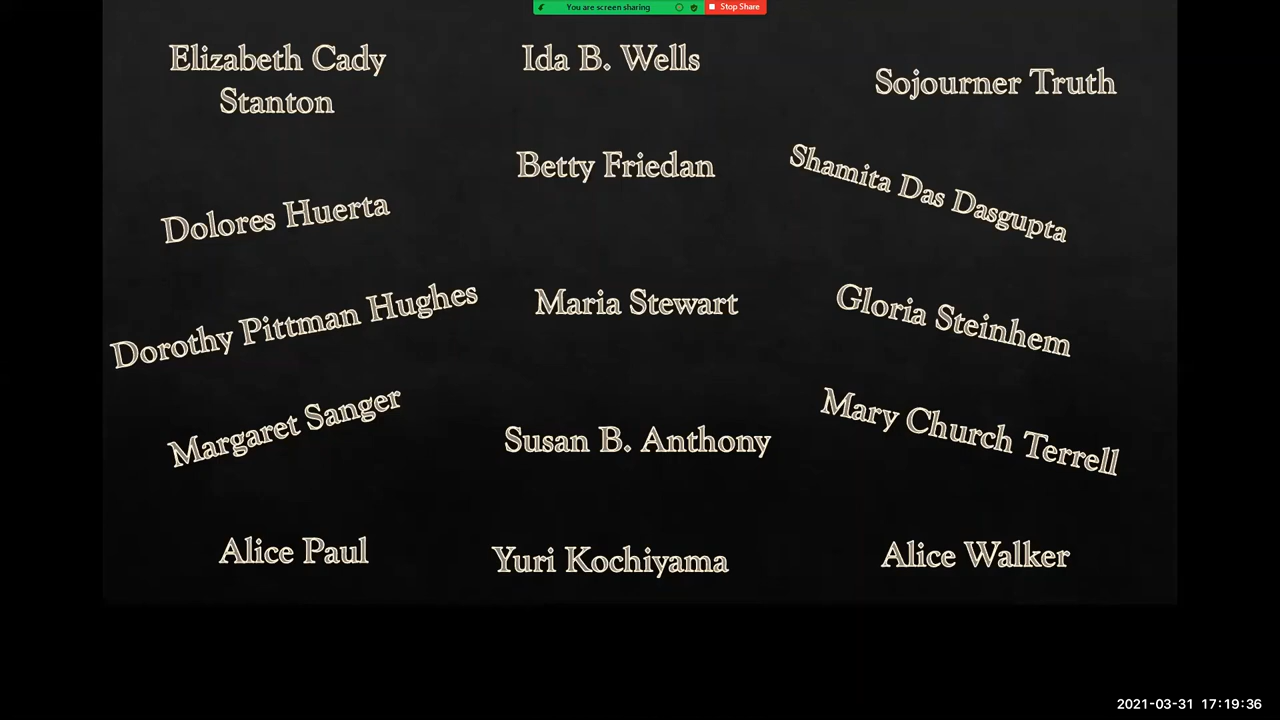 You are screen sharing
Stop Share
Elizabeth Cady
Stanton
Ida B. Wells
Sojourner Truth
Betty Friedan
Shamita Das Dasgupta
Dolores Huerta
Dorothy Pittman Hughes
Maria Stewart
Gloria Steinhem
Margaret Sanger
Susan B. Anthony
Mary Church Terrell
Alice Paul
Yuri Kochiyama
Alice Walker
2021-03-31 17:19:36